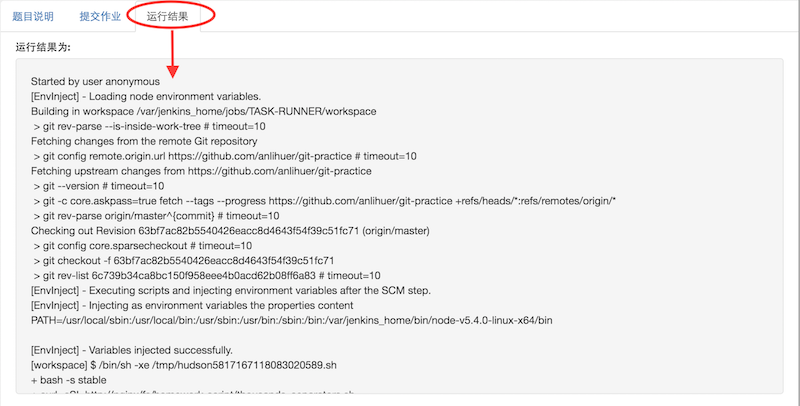 题目说明 提交作业 运行结果
运行结果为:
Started by user anonymous
[EnvInject] - Loading node environment variables.
Building in workspace /var/jenkins_home/jobs/TASK-RUNNER/workspace
> git rev-parse --is-inside-work-tree # timeout=10
Fetching changes from the remote Git repository
> git config remote.origin.url https://github.com/anlihuer/git-practice # timeout=10
Fetching upstream changes from https://github.com/anlihuer/git-practice
> git --version # timeout=10
> git -c core.askpass=true fetch --tags --progress https://github.com/anlihuer/git-practice +refs/heads/*:refs/remotes/origin/*
> git rev-parse origin/master^{commit} # timeout=10
Checking out Revision 63bf7ac82b5540426eacc8d4643f54f39c51fc71 (origin/master)
> git config core.sparsecheckout # timeout=10
> git checkout -f 63bf7ac82b5540426eacc8d4643f54f39c51fc71
> git rev-list 6c739b34ca8bc150f958eee4b0acd62b08ff6a83 # timeout=10
[EnvInject] - Executing scripts and injecting environment variables after the SCM step.
[EnvInject] - Injecting as environment variables the properties content
PATH=/usr/local/sbin:/usr/local/bin:/usr/sbin:/usr/bin:/sbin:/bin:/var/jenkins_home/bin/node-v5.4.0-linux-x64/bin
[EnvInject] - Variables injected successfully.
[workspace] $ /bin/sh -xe /tmp/hudson5817167118083020589.sh
+ bash -s stable